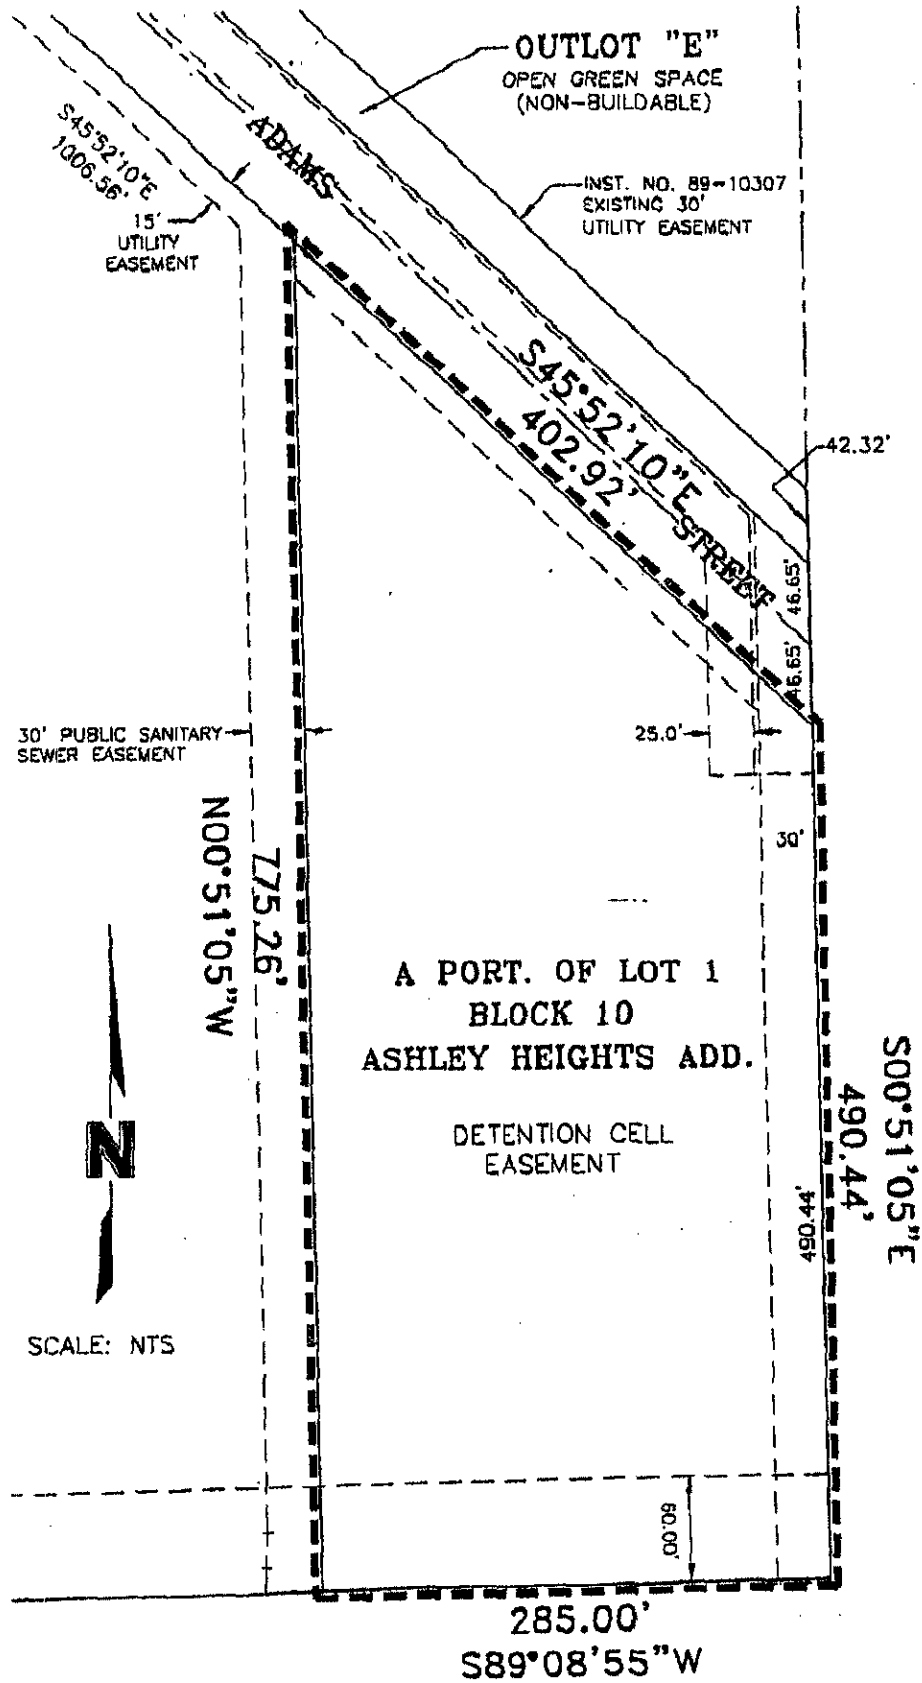 OUTLOT "E"
OPEN GREEN SPACE
(NON-BUILDABLE)
ADAMS
S45°52'10"E
1006.56'
15'
UTILITY
EASEMENT
INST. NO. 89-10307
EXISTING 30'
UTILITY EASEMENT
S45°52'10"E
402.92'
STREET
42.32'
46.65'
46.65'
30' PUBLIC SANITARY
SEWER EASEMENT
25.0'
30'
N00°51'05"W
775.26'
A PORT. OF LOT 1
BLOCK 10
ASHLEY HEIGHTS ADD.
DETENTION CELL
EASEMENT
S00°51'05"E
490.44'
490.44'
N
SCALE: NTS
60.00'
285.00'
S89°08'55"W